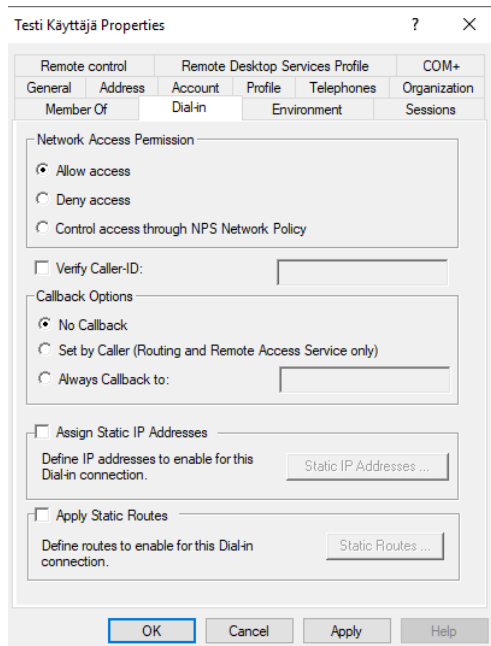 Testi Käyttäjä Properties
? ×
Remote control Remote Desktop Services Profile COM+
General Address Account Profile Telephones Organization
Member Of Dial-in Environment Sessions
Network Access Permission
Allow access
Deny access
Control access through NPS Network Policy
Verify Caller-ID:
Callback Options
No Callback
Set by Caller (Routing and Remote Access Service only)
Always Callback to:
Assign Static IP Addresses
Define IP addresses to enable for this
Dial-in connection.
Static IP Addresses ...
Apply Static Routes
Define routes to enable for this Dial-in
connection.
Static Routes ...
OK Cancel Apply Help